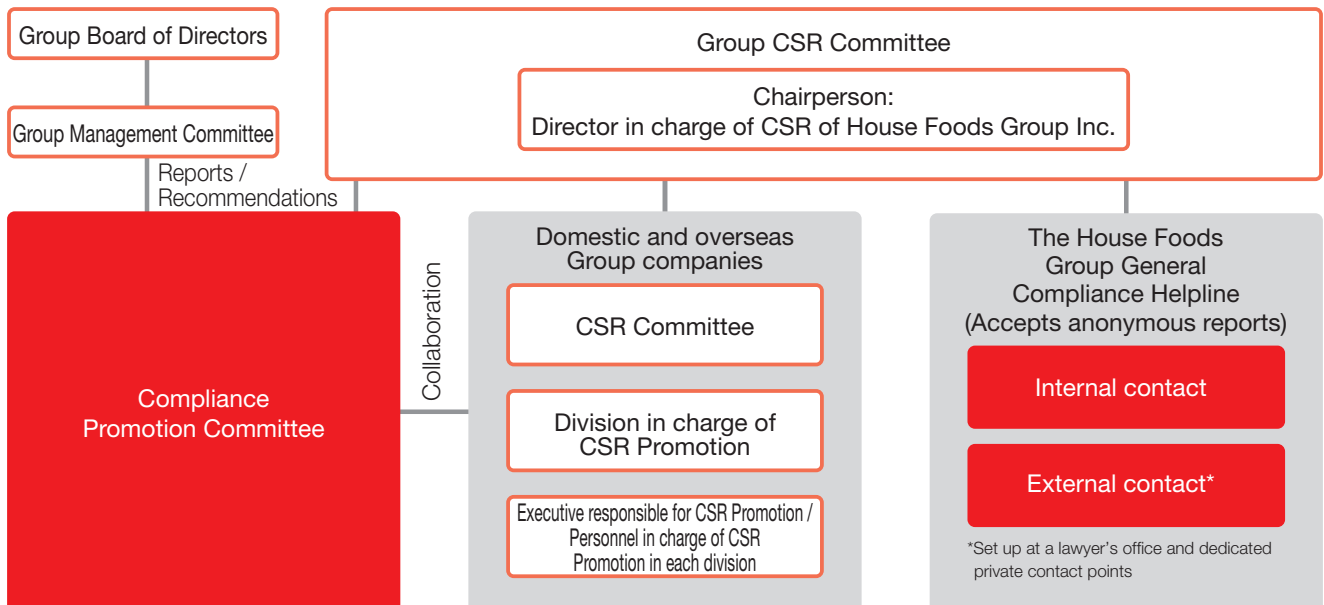 Group Board of Directors
Group Management Committee
Reports /
Recommendations
Group CSR Committee
Chairperson:
Director in charge of CSR of House Foods Group Inc.
Compliance
Promotion Committee
Collaboration
Domestic and overseas
Group companies
CSR Committee
Division in charge of
CSR Promotion
Executive responsible for CSR Promotion /
Personnel in charge of CSR
Promotion in each division
The House Foods
Group General
Compliance Helpline
(Accepts anonymous reports)
Internal contact
External contact*
*Set up at a lawyer's office and dedicated
private contact points